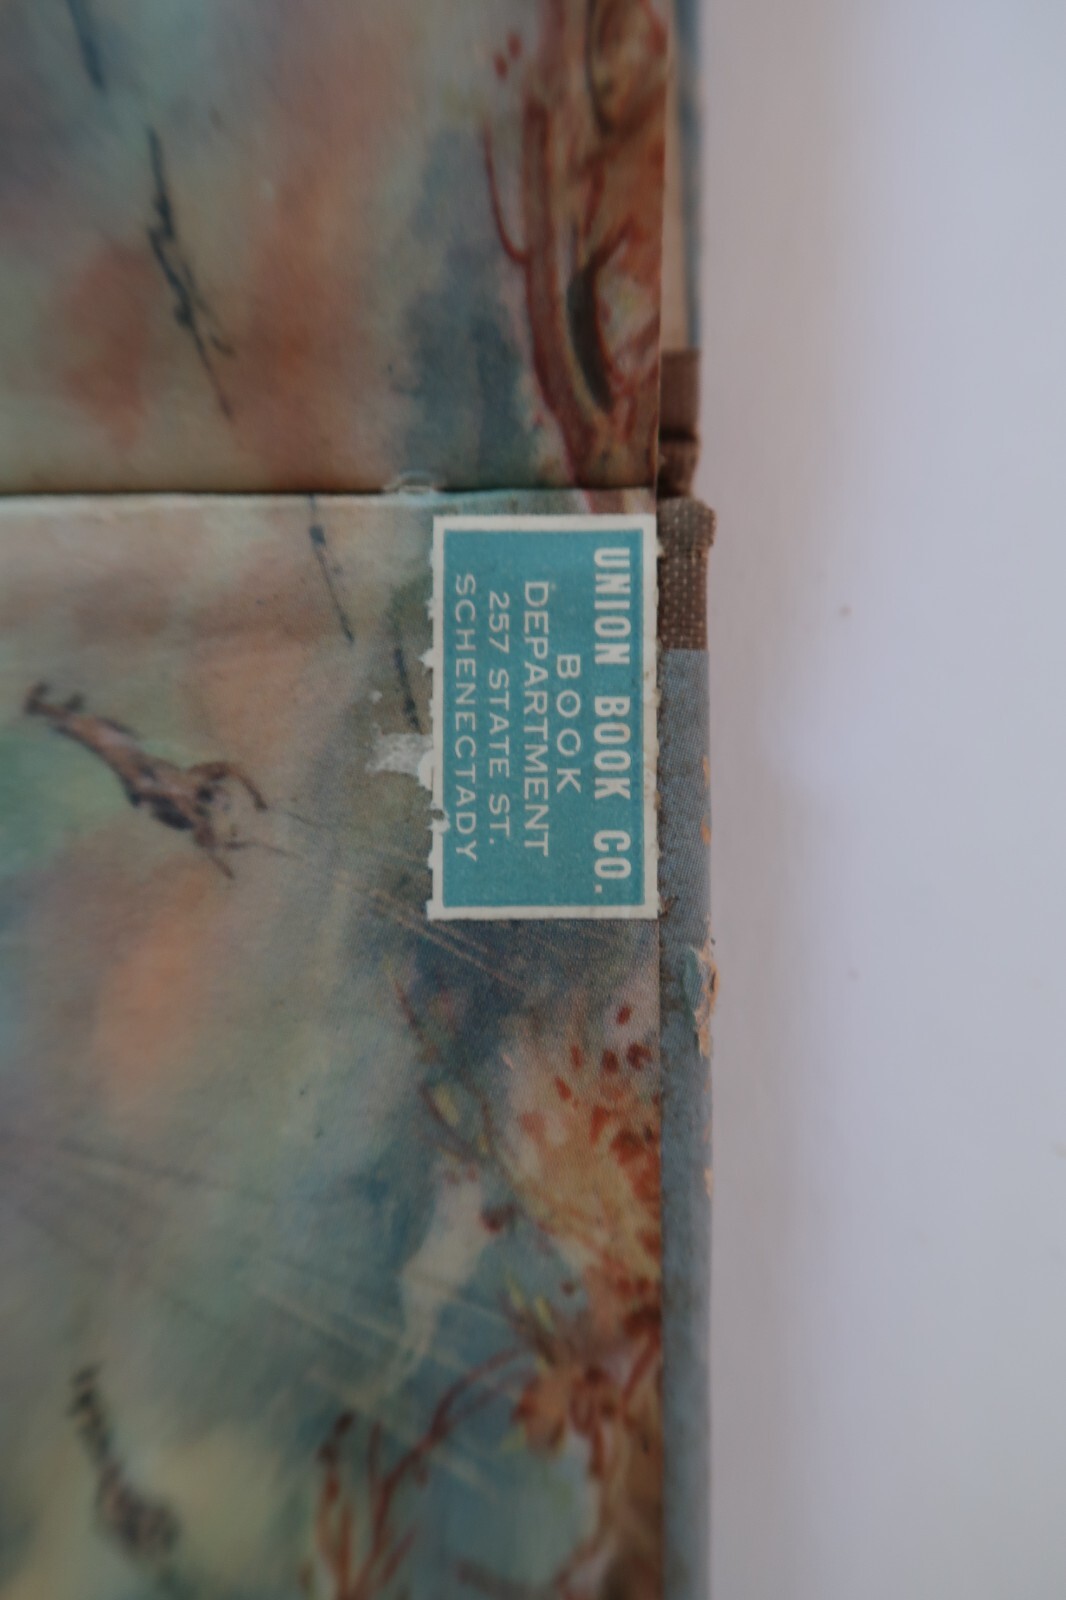 UNION BOOK CO.
BOOK
DEPARTMENT
257 STATE ST.
SCHENECTADY